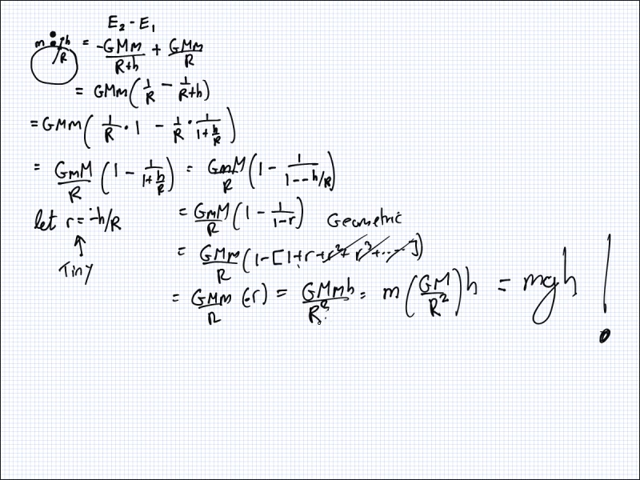 E₂ - E₁
m h = -GMm/(R+h) + GMm/R
R
= GMm(1/R - 1/(R+h))
= GMm(1/R · 1 - 1/R · 1/(1+h/R))
= GmM/R (1 - 1/(1+h/R)) = GmM/R (1 - 1/(1--h/R))
let r = -h/R = GmM/R (1 - 1/(1-r)) Geometric
Tiny = GMm/R (1-[1+r+r²+r³+....])
= GMm/R (-r) = GMmh/R² = m(GM/R²)h = mgh !